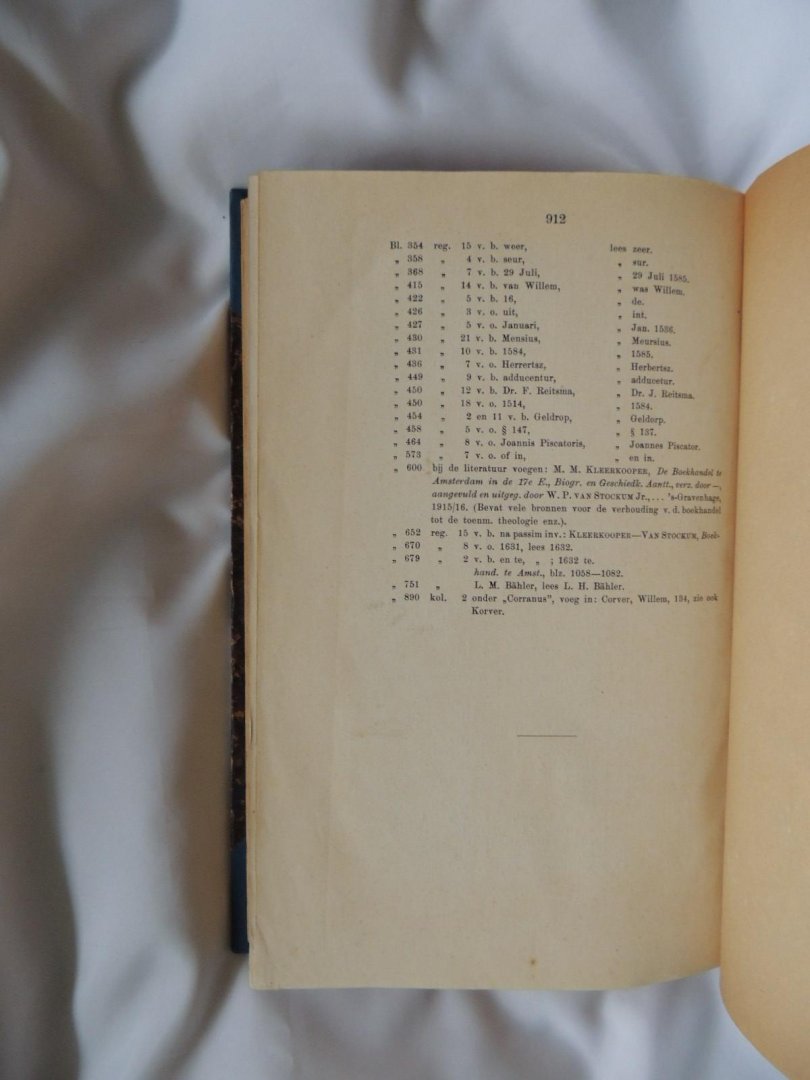 912
Bl. 354 reg. 15 v. b. weer, lees zeer.
„ 358 „ 4 v. b. seur, „ sur.
„ 368 „ 7 v. b. 29 Juli, „ 29 Juli 1585.
„ 415 „ 14 v. b. van Willem, „ was Willem.
„ 422 „ 5 v. b. 16, „ de.
„ 426 „ 3 v. o. uit, „ int.
„ 427 „ 5 v. o. Januari, „ Jan. 1536.
„ 430 „ 21 v. b. Mensius, „ Meursius.
„ 431 „ 10 v. b. 1584, „ 1585.
„ 436 „ 7 v. o. Herrertsz, „ Herbertsz.
„ 449 „ 9 v. b. adducentur, „ adducetur.
„ 450 „ 12 v. b. Dr. F. Reitsma, „ Dr. J. Reitsma.
„ 450 „ 18 v. o. 1514, „ 1584.
„ 454 „ 2 en 11 v. b. Geldrop, „ Geldorp.
„ 458 „ 5 v. o. § 147, „ § 137.
„ 464 „ 8 v. o. Joannis Piscatoris, „ Joannes Piscator.
„ 573 „ 7 v. o. of in, „ en in.
„ 600 bij de literatuur voegen: M. M. KLEERKOOPER, De Boekhandel te
Amsterdam in de 17e E., Biogr. en Geschiedk. Aantt., verz. door —,
aangevuld en uitgeg. door W. P. VAN STOCKUM Jr., ... 's-Gravenhage,
1915/16. (Bevat vele bronnen voor de verhouding v. d. boekhandel
tot de toenm. theologie enz.).
„ 652 reg. 15 v. b. na passim inv.: KLEERKOOPER—VAN STOCKUM, Boek-
„ 670 „ 8 v. o. 1631, lees 1632.
„ 679 „ 2 v. b. en te, „ ; 1632 te.
hand. te Amst., blz. 1058—1082.
„ 751 „ L. M. Bähler, lees L. H. Bähler.
„ 890 kol. 2 onder „Corranus", voeg in: Corver, Willem, 134, zie ook
Korver.